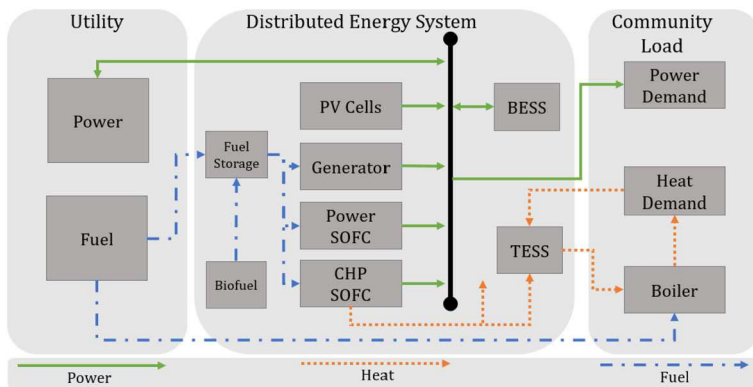 Utility
Distributed Energy System
Community
Load
Power
PV Cells
BESS
Power
Demand
Fuel
Storage
Generator
Heat
Demand
Fuel
Power
SOFC
TESS
Biofuel
CHP
SOFC
Boiler
Power
Heat
Fuel